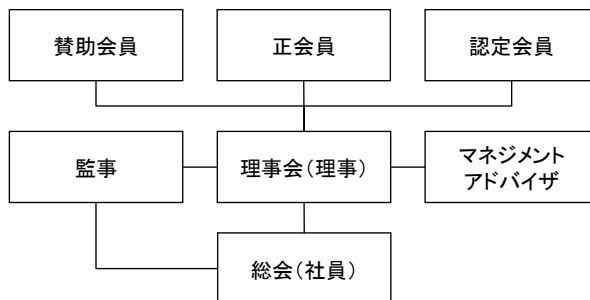 賛助会員
正会員
認定会員
監事
理事会(理事)
マネジメント
アドバイザ
総会(社員)